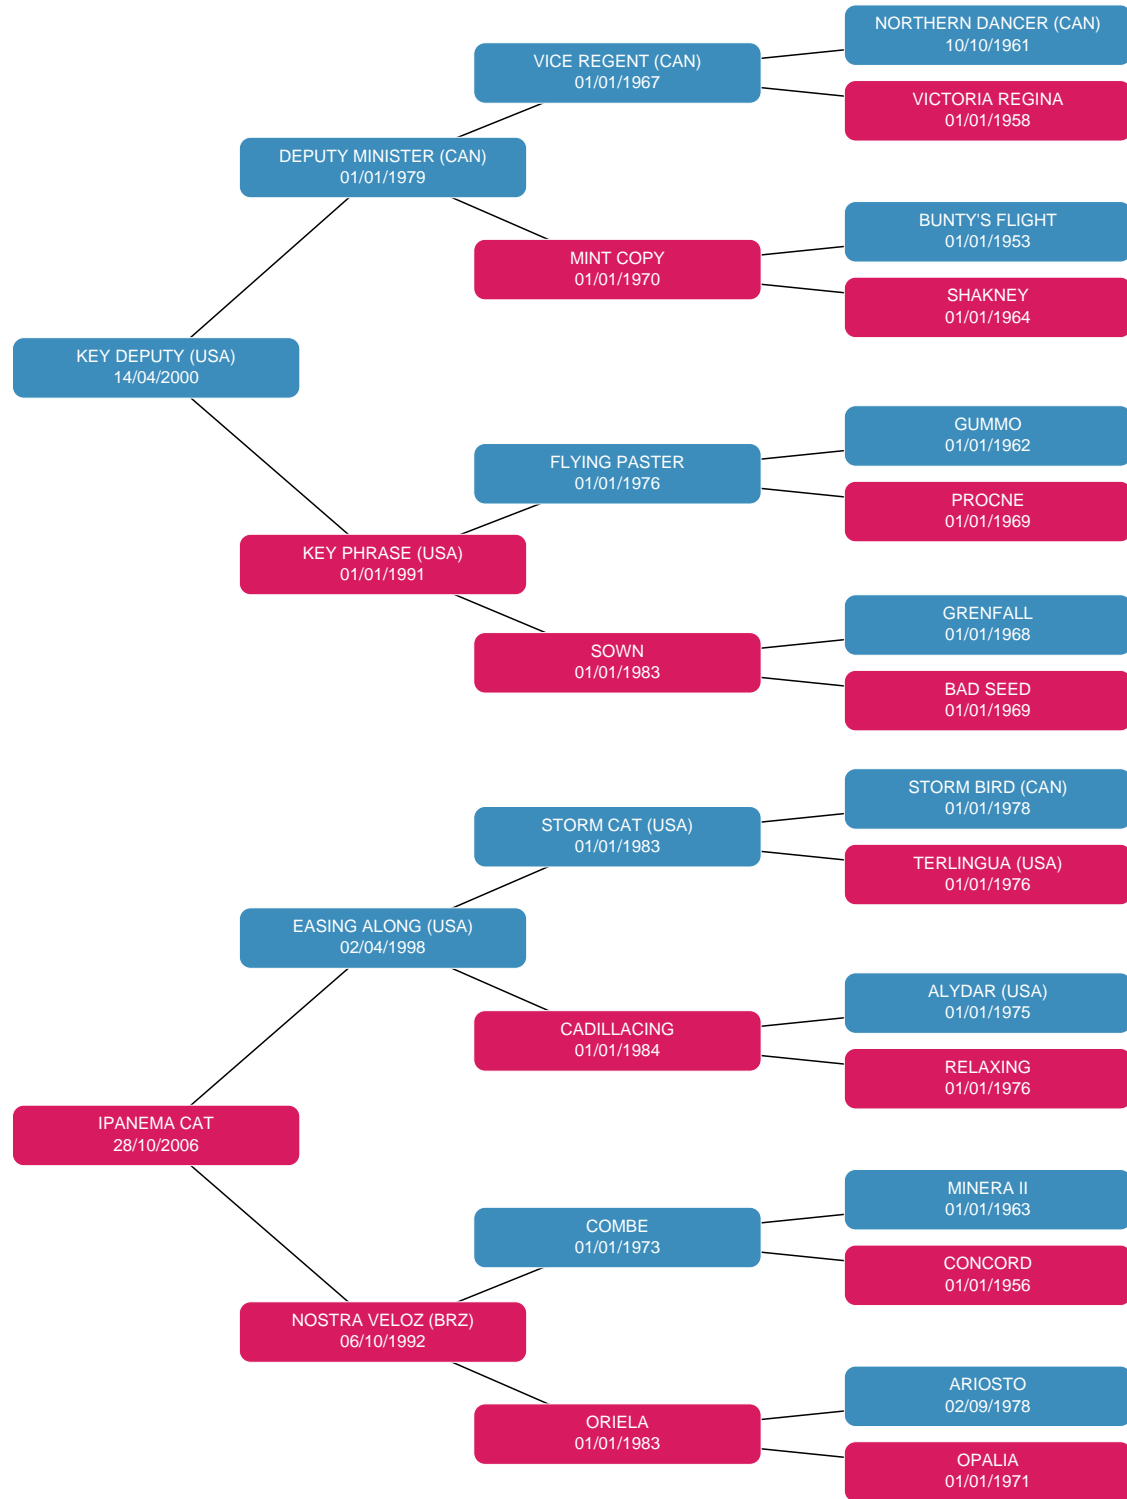 NORTHERN DANCER (CAN)
10/10/1961
VICE REGENT (CAN)
01/01/1967
VICTORIA REGINA
01/01/1958
DEPUTY MINISTER (CAN)
01/01/1979
BUNTY'S FLIGHT
01/01/1953
MINT COPY
01/01/1970
SHAKNEY
01/01/1964
KEY DEPUTY (USA)
14/04/2000
GUMMO
01/01/1962
FLYING PASTER
01/01/1976
PROCNE
01/01/1969
KEY PHRASE (USA)
01/01/1991
GRENFALL
01/01/1968
SOWN
01/01/1983
BAD SEED
01/01/1969
STORM BIRD (CAN)
01/01/1978
STORM CAT (USA)
01/01/1983
TERLINGUA (USA)
01/01/1976
EASING ALONG (USA)
02/04/1998
ALYDAR (USA)
01/01/1975
CADILLACING
01/01/1984
RELAXING
01/01/1976
IPANEMA CAT
28/10/2006
MINERA II
01/01/1963
COMBE
01/01/1973
CONCORD
01/01/1956
NOSTRA VELOZ (BRZ)
06/10/1992
ARIOSTO
02/09/1978
ORIELA
01/01/1983
OPALIA
01/01/1971